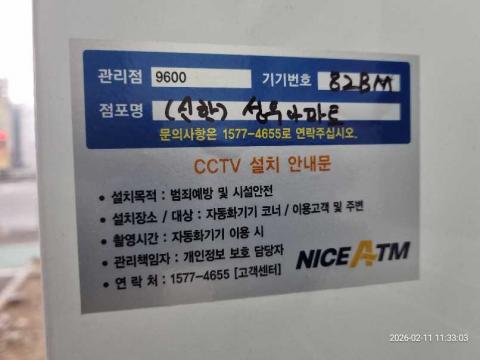 관리점 9600 기기번호 828M
점포명 (신한) 성우아파트
문의사항은 1577-4655로 연락주십시오.
CCTV 설치 안내문
• 설치목적 : 범죄예방 및 시설안전
• 설치장소 / 대상 : 자동화기기 코너 / 이용고객 및 주변
• 촬영시간 : 자동화기기 이용 시
• 관리책임자 : 개인정보 보호 담당자
• 연 락 처 : 1577-4655 [고객센터]
NICE ATM
2026-02-11 11:33:03